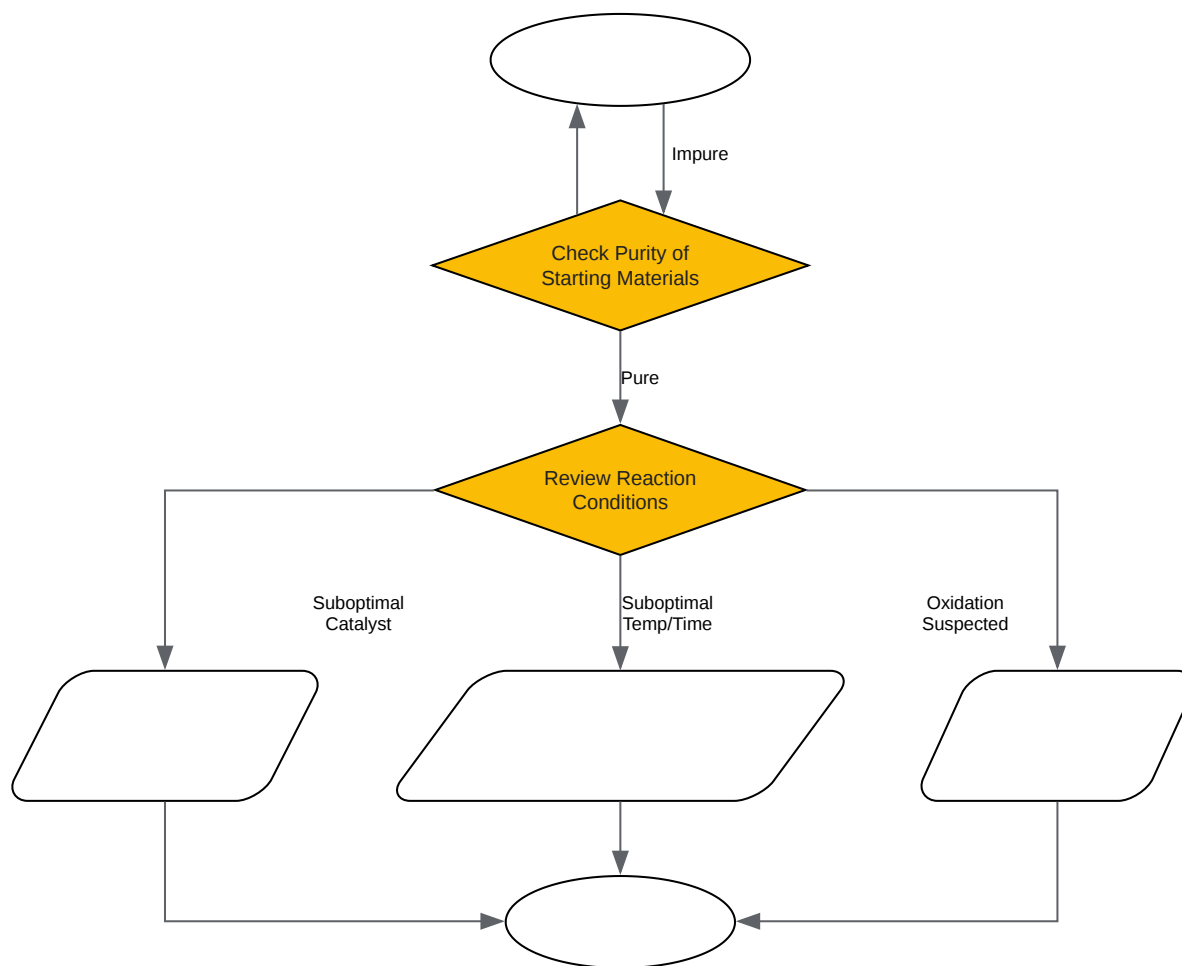 Impure
Check Purity of
Starting Materials
Pure
Review Reaction
Conditions
Suboptimal
Catalyst
Suboptimal
Temp/Time
Oxidation
Suspected